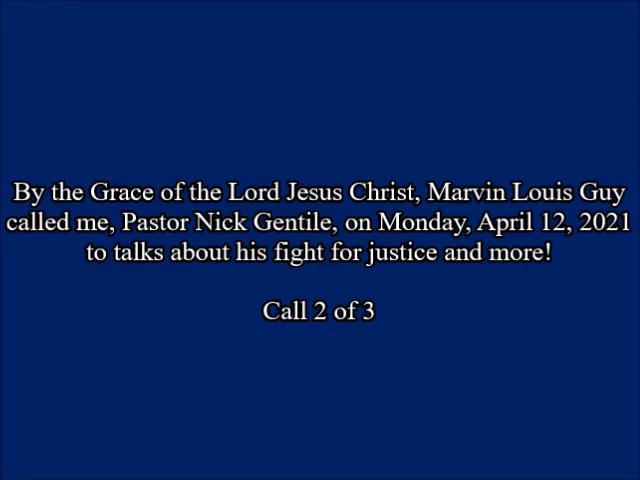 By the Grace of the Lord Jesus Christ, Marvin Louis Guy
called me, Pastor Nick Gentile, on Monday, April 12, 2021
to talks about his fight for justice and more!
Call 2 of 3